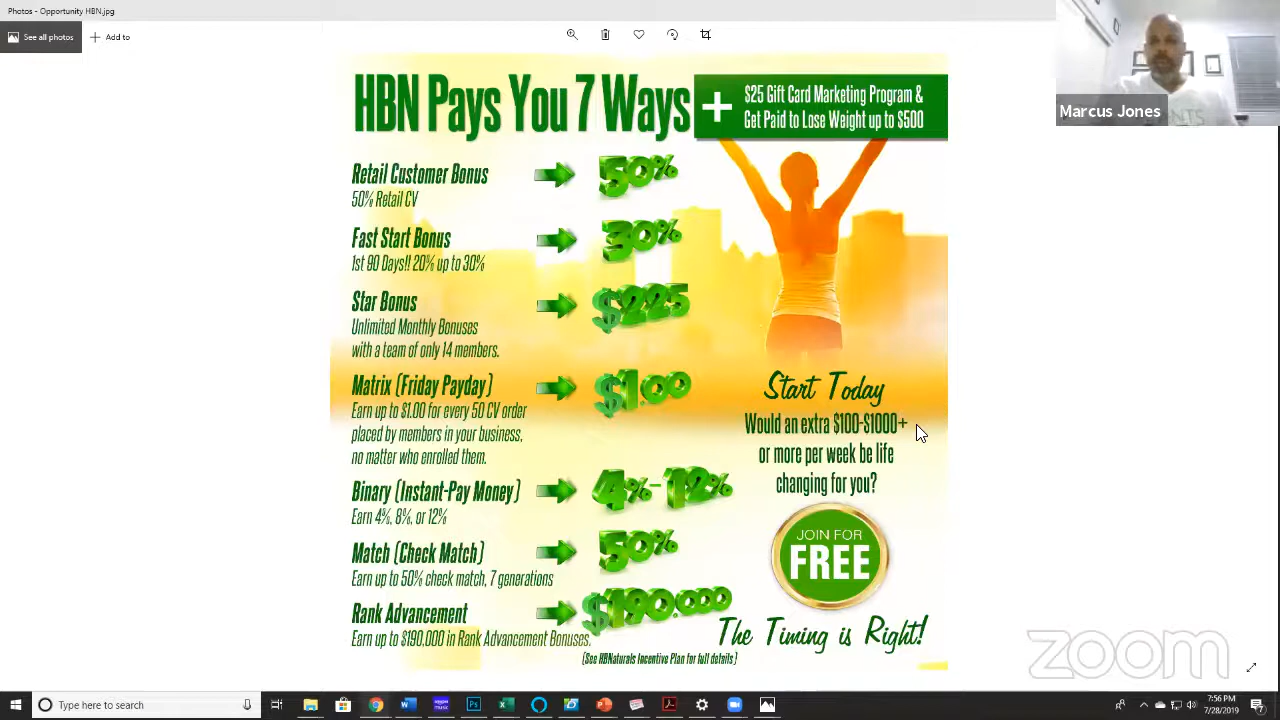 Photos - Opportunity HBN.jpg
See all photos
Add to
Marcus Jones
HBN Pays You 7 Ways
+
$25 Gift Card Marketing Program &
Get Paid to Lose Weight up to $500
Retail Customer Bonus
50%
50% Retail CV
Fast Start Bonus
30%
1st 90 Days!! 20% up to 30%
Star Bonus
$225
Unlimited Monthly Bonuses
with a team of only 14 members.
Matrix (Friday Payday)
$1.00
Earn up to $1.00 for every 50 CV order
placed by members in your business,
no matter who enrolled them.
Binary (Instant-Pay Money)
4%-12%
Earn 4%, 8%, or 12%
Match (Check Match)
50%
Earn up to 50% check match, 7 generations
Rank Advancement
$190,000
Earn up to $190,000 in Rank Advancement Bonuses.
(See HBNaturals Incentive Plan for full details)
Start Today
Would an extra $100-$1000+
or more per week be life
changing for you?
JOIN FOR
FREE
The Timing is Right!
zoom
Type here to search
7:56 PM
7/28/2019